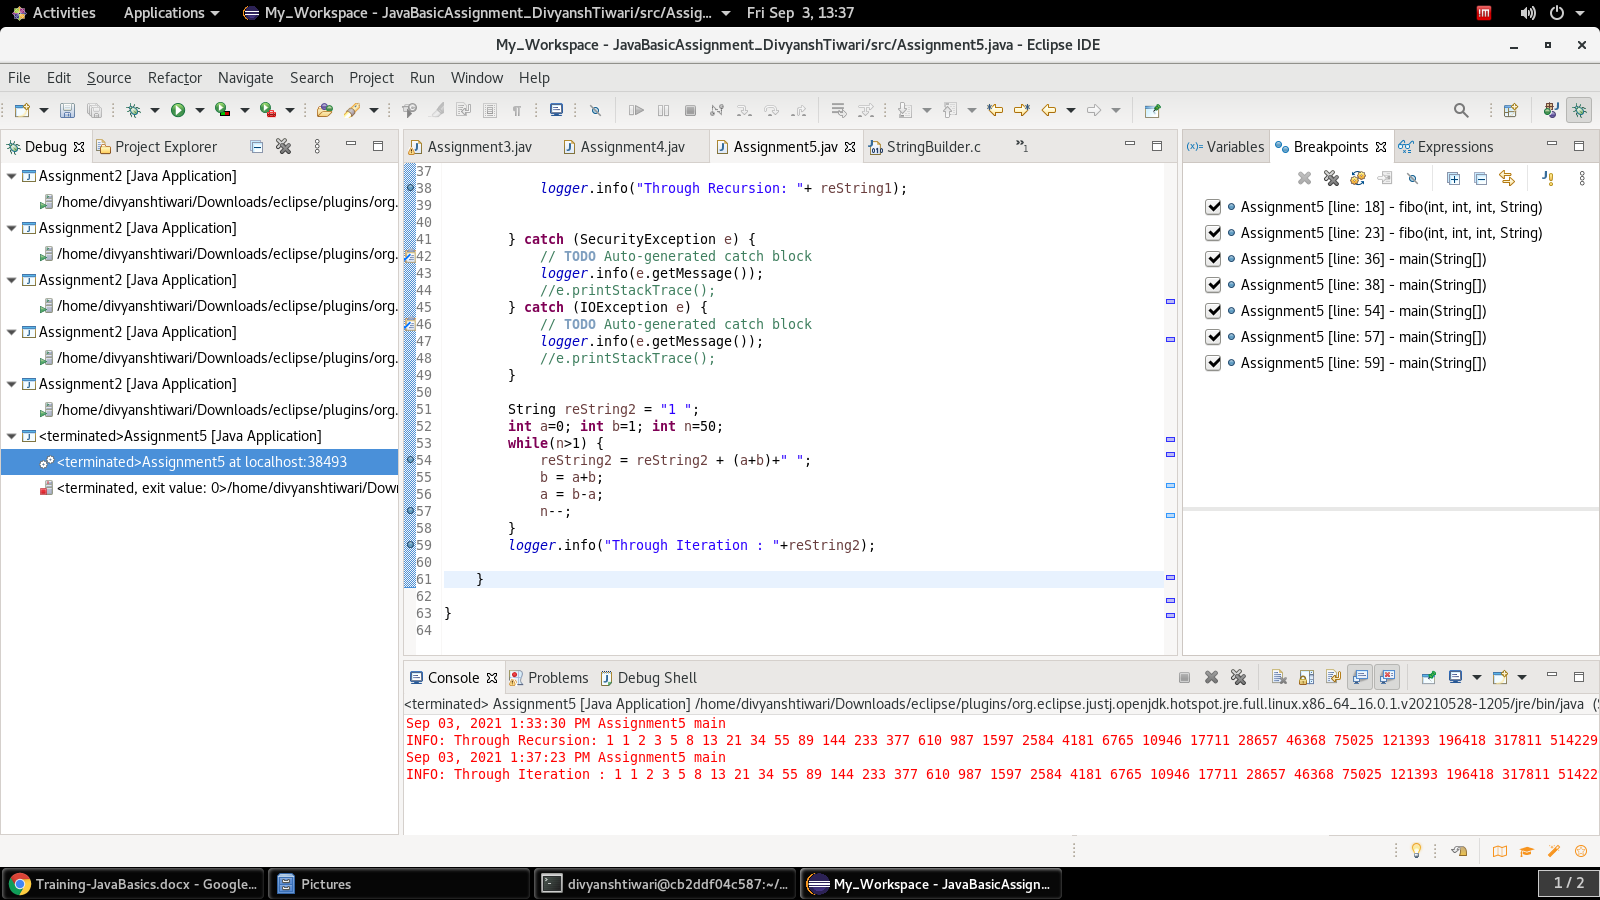 Activities Applications My_Workspace - JavaBasicAssignment_DivyanshTiwari/src/Assig... Fri Sep 3, 13:37
My_Workspace - JavaBasicAssignment_DivyanshTiwari/src/Assignment5.java - Eclipse IDE
File Edit Source Refactor Navigate Search Project Run Window Help
Debug Project Explorer
Assignment2 [Java Application]
/home/divyanshtiwari/Downloads/eclipse/plugins/org.
Assignment2 [Java Application]
/home/divyanshtiwari/Downloads/eclipse/plugins/org.
Assignment2 [Java Application]
/home/divyanshtiwari/Downloads/eclipse/plugins/org.
Assignment2 [Java Application]
/home/divyanshtiwari/Downloads/eclipse/plugins/org.
Assignment2 [Java Application]
/home/divyanshtiwari/Downloads/eclipse/plugins/org.
<terminated>Assignment5 [Java Application]
<terminated>Assignment5 at localhost:38493
<terminated, exit value: 0>/home/divyanshtiwari/Dow
Assignment3.jav Assignment4.jav Assignment5.jav StringBuilder.c »1
37
38 logger.info("Through Recursion: "+ reString1);
39
40
41 } catch (SecurityException e) {
42 // TODO Auto-generated catch block
43 logger.info(e.getMessage());
44 //e.printStackTrace();
45 } catch (IOException e) {
46 // TODO Auto-generated catch block
47 logger.info(e.getMessage());
48 //e.printStackTrace();
49 }
50
51 String reString2 = "1 ";
52 int a=0; int b=1; int n=50;
53 while(n>1) {
54 reString2 = reString2 + (a+b)+" ";
55 b = a+b;
56 a = b-a;
57 n--;
58 }
59 logger.info("Through Iteration : "+reString2);
60
61 }
62
63 }
64
(x)= Variables Breakpoints Expressions
Assignment5 [line: 18] - fibo(int, int, int, String)
Assignment5 [line: 23] - fibo(int, int, int, String)
Assignment5 [line: 36] - main(String[])
Assignment5 [line: 38] - main(String[])
Assignment5 [line: 54] - main(String[])
Assignment5 [line: 57] - main(String[])
Assignment5 [line: 59] - main(String[])
Console Problems Debug Shell
<terminated> Assignment5 [Java Application] /home/divyanshtiwari/Downloads/eclipse/plugins/org.eclipse.justj.openjdk.hotspot.jre.full.linux.x86_64_16.0.1.v20210528-1205/jre/bin/java (S
Sep 03, 2021 1:33:30 PM Assignment5 main
INFO: Through Recursion: 1 1 2 3 5 8 13 21 34 55 89 144 233 377 610 987 1597 2584 4181 6765 10946 17711 28657 46368 75025 121393 196418 317811 514229
Sep 03, 2021 1:37:23 PM Assignment5 main
INFO: Through Iteration : 1 1 2 3 5 8 13 21 34 55 89 144 233 377 610 987 1597 2584 4181 6765 10946 17711 28657 46368 75025 121393 196418 317811 51422
Training-JavaBasics.docx - Google... Pictures divyanshtiwari@cb2ddf04c587:~/... My_Workspace - JavaBasicAssign... 1 / 2